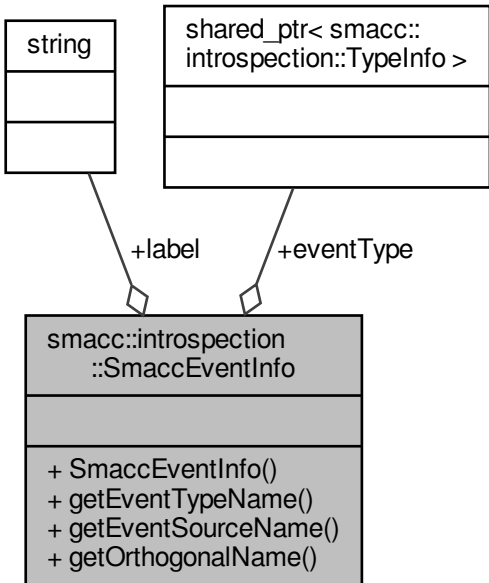 string
shared_ptr< smacc::
introspection::TypeInfo >
+label
+eventType
smacc::introspection
::SmaccEventInfo
+ SmaccEventInfo()
+ getEventTypeName()
+ getEventSourceName()
+ getOrthogonalName()